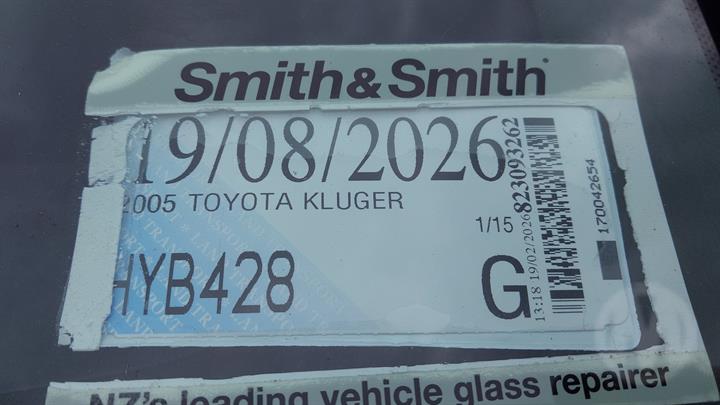 Smith&Smith
19/08/2026
2005 TOYOTA KLUGER
1/15
HYB428
G
13:18 19/02/2026
823093262
170042654
NZ's leading vehicle glass repairer